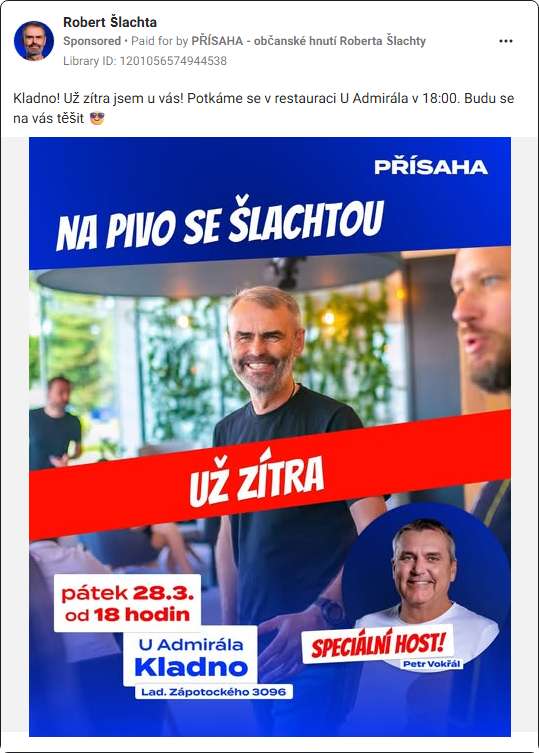 Robert Šlachta
Sponsored • Paid for by PŘÍSAHA - občanské hnutí Roberta Šlachty
Library ID: 1201056574944538
Kladno! Už zítra jsem u vás! Potkáme se v restauraci U Admirála v 18:00. Budu se
na vás těšit 😎
PŘÍSAHA
NA PIVO SE ŠLACHTOU
UŽ ZÍTRA
pátek 28.3.
od 18 hodin
U Admirála
Kladno
Lad. Zápotockého 3096
SPECIÁLNÍ HOST!
Petr Vokřál